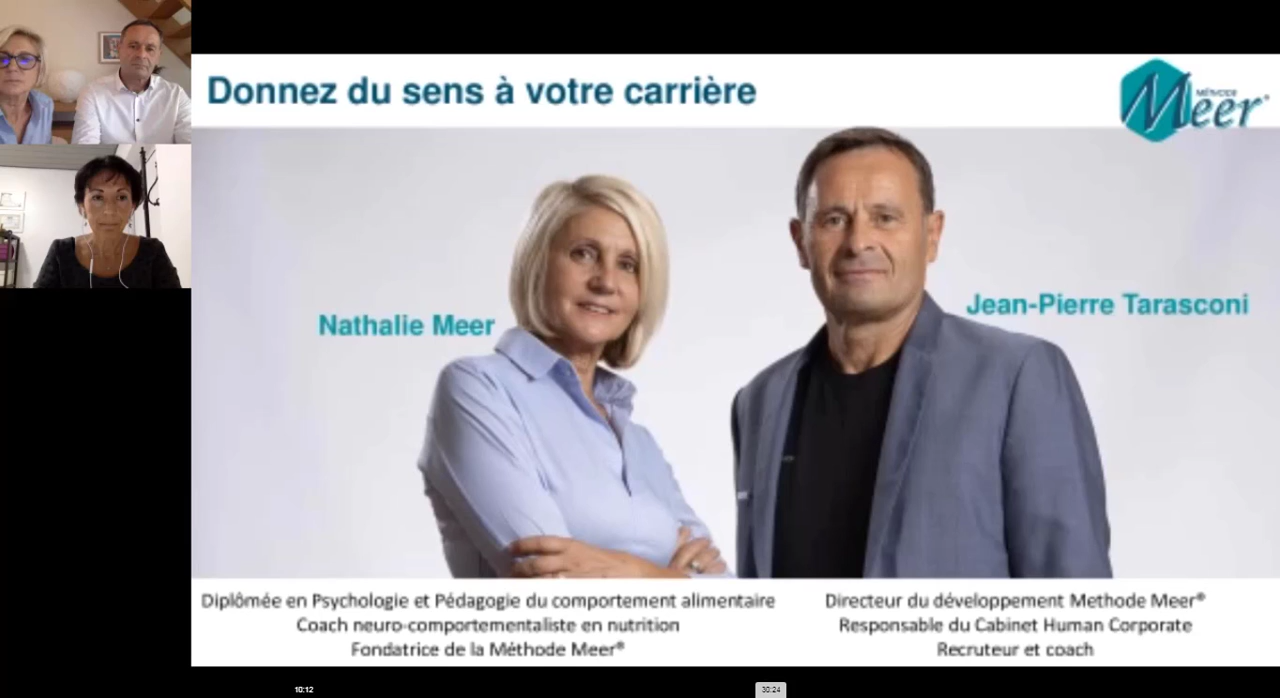 Donnez du sens à votre carrière
MÉTHODE
Meer®
Nathalie Meer
Jean-Pierre Tarasconi
Diplômée en Psychologie et Pédagogie du comportement alimentaire
Coach neuro-comportementaliste en nutrition
Fondatrice de la Méthode Meer®
Directeur du développement Methode Meer®
Responsable du Cabinet Human Corporate
Recruteur et coach
10:12
30:24